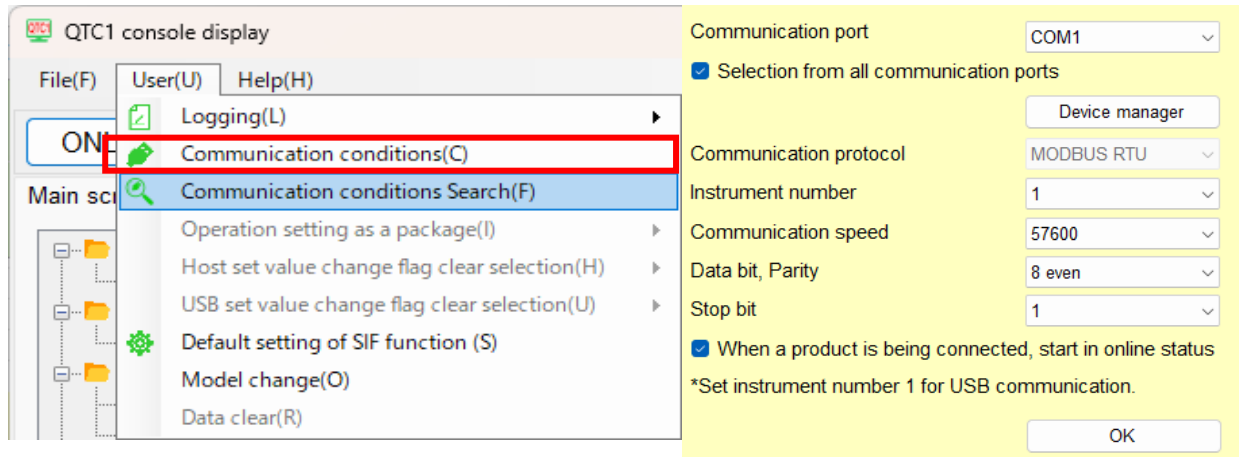 QTC1 console display
File(F) User(U) Help(H)
Logging(L)
Communication conditions(C)
Communication conditions Search(F)
Operation setting as a package(I)
Host set value change flag clear selection(H)
USB set value change flag clear selection(U)
Default setting of SIF function (S)
Model change(O)
Data clear(R)
Communication port COM1
Selection from all communication ports
Device manager
Communication protocol MODBUS RTU
Instrument number 1
Communication speed 57600
Data bit, Parity 8 even
Stop bit 1
When a product is being connected, start in online status
*Set instrument number 1 for USB communication.
OK